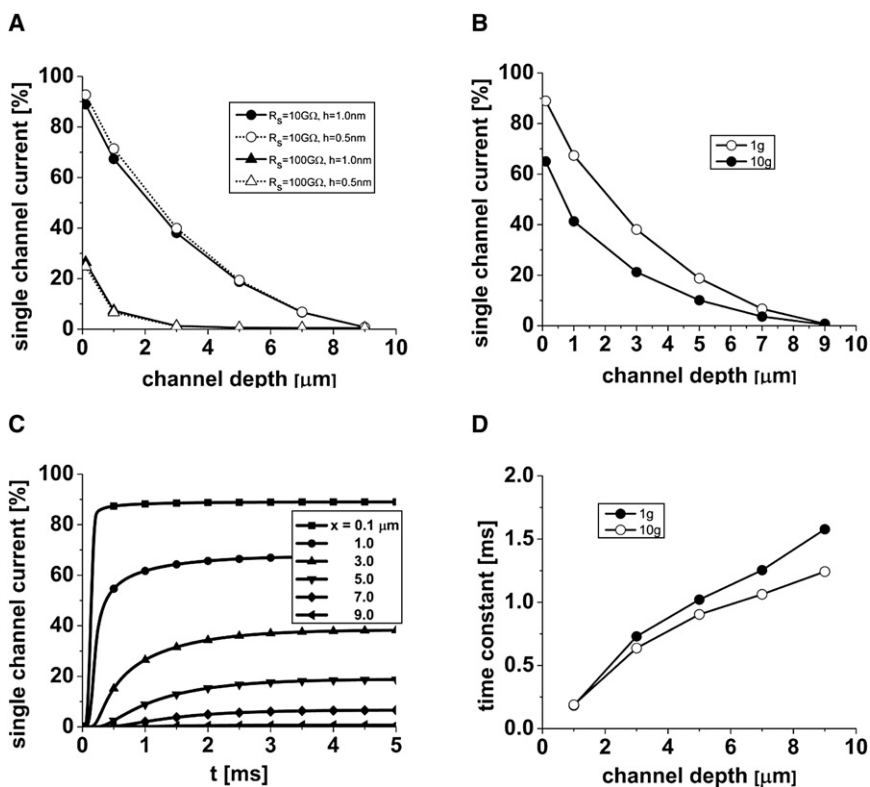 A
single channel current [%]
100
80
60
40
20
0
0 2 4 6 8 10
channel depth [μm]
R_s=10GΩ, h=1.0nm
R_s=10GΩ, h=0.5nm
R_s=100GΩ, h=1.0nm
R_s=100GΩ, h=0.5nm
B
single channel current [%]
100
80
60
40
20
0
0 1 2 3 4 5 6 7 8 9 10
channel depth [μm]
1g
10g
C
single channel current [%]
100
80
60
40
20
0
0 1 2 3 4 5
t [ms]
x = 0.1 μm
1.0
3.0
5.0
7.0
9.0
D
time constant [ms]
2.0
1.5
1.0
0.5
0.0
0 2 4 6 8 10
channel depth [μm]
1g
10g